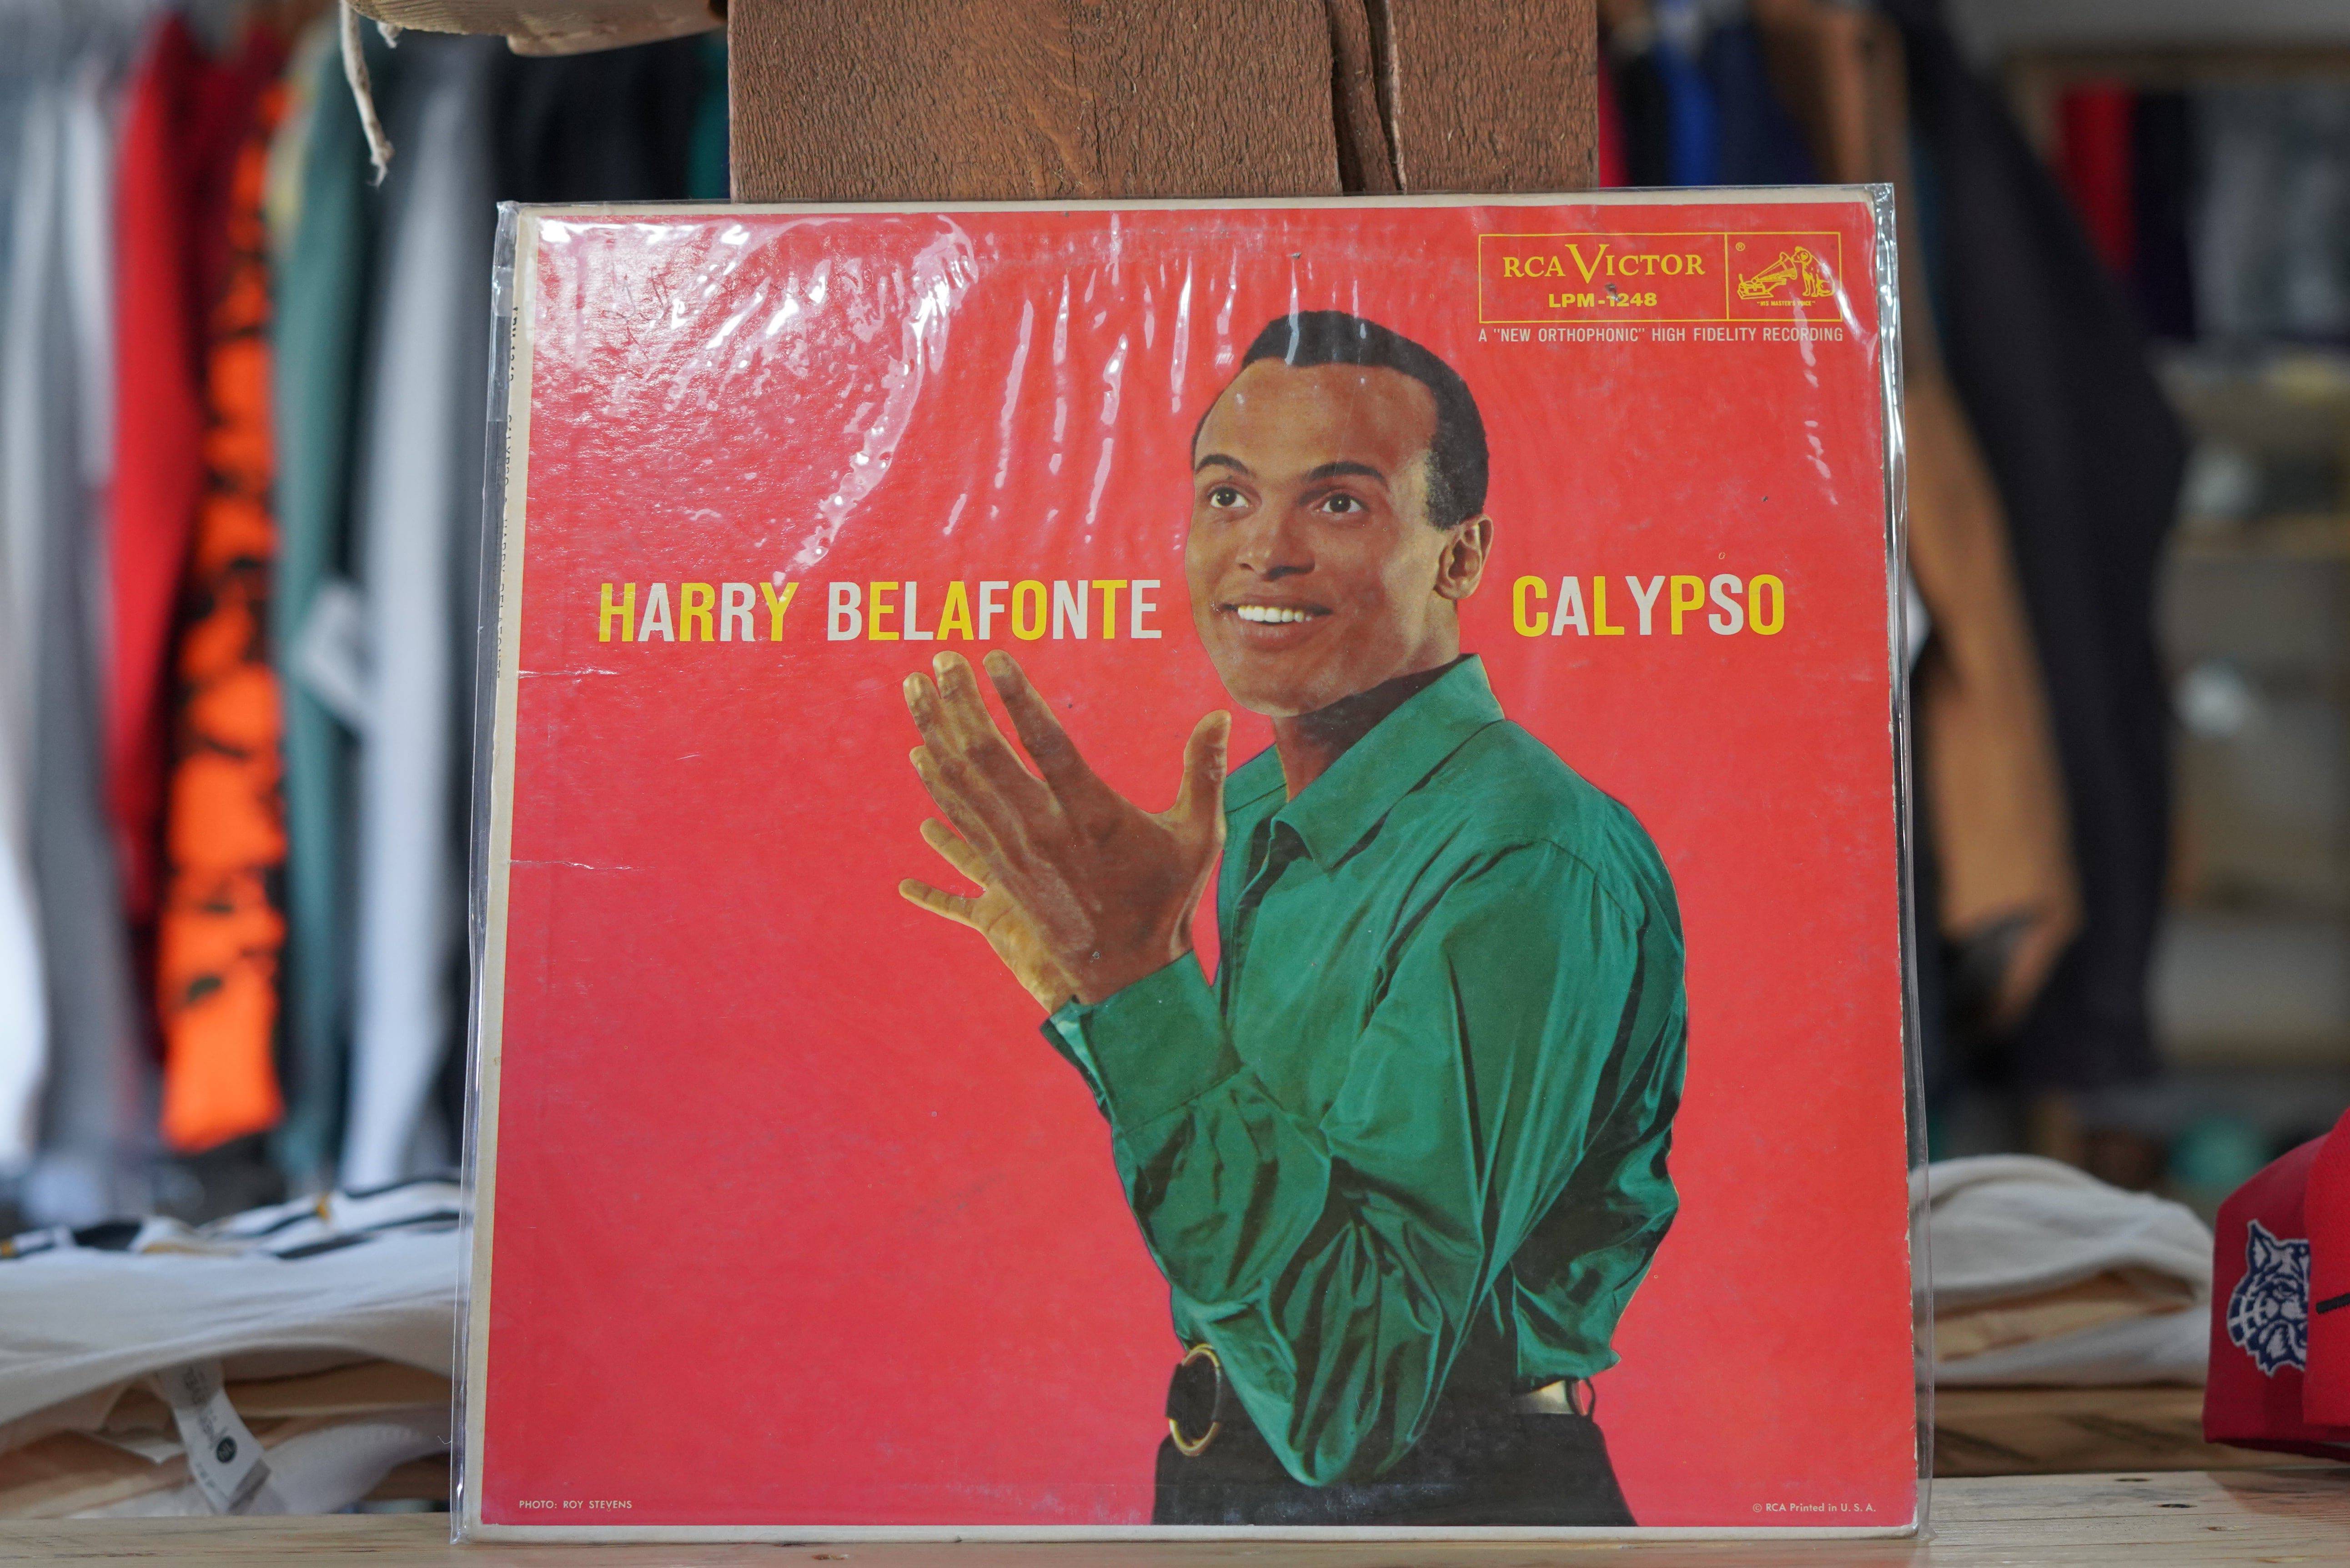 RCA VICTOR
LPM-1248
®
"HIS MASTER'S VOICE"
A "NEW ORTHOPHONIC" HIGH FIDELITY RECORDING
HARRY BELAFONTE CALYPSO
PHOTO: ROY STEVENS
© RCA Printed in U. S. A.